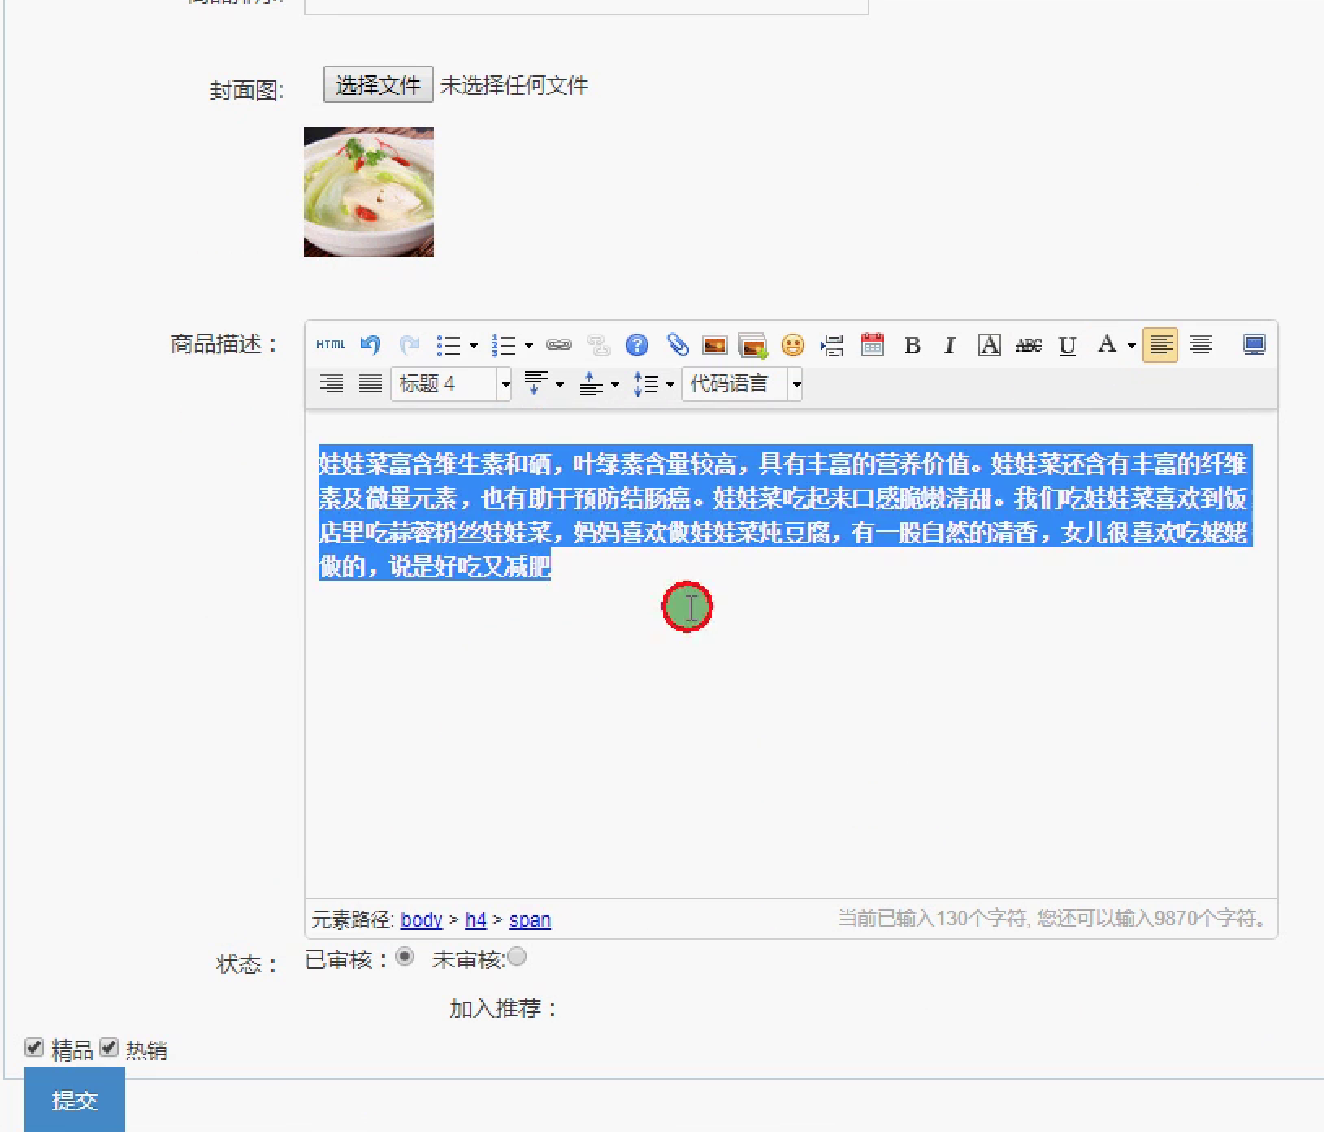 封面图: 选择文件 未选择任何文件
商品描述：
HTML B I A ABC U A
标题 4 代码语言
娃娃菜富含维生素和硒，叶绿素含量较高，具有丰富的营养价值。娃娃菜还含有丰富的纤维
素及微量元素，也有助于预防结肠癌。娃娃菜吃起来口感脆嫩清甜。我们吃娃娃菜喜欢到饭
店里吃蒜蓉粉丝娃娃菜，妈妈喜欢做娃娃菜炖豆腐，有一股自然的清香，女儿很喜欢吃姥姥
做的，说是好吃又减肥
元素路径: body > h4 > span 当前已输入130个字符, 您还可以输入9870个字符。
状态： 已审核： 未审核:
加入推荐：
精品 热销
提交